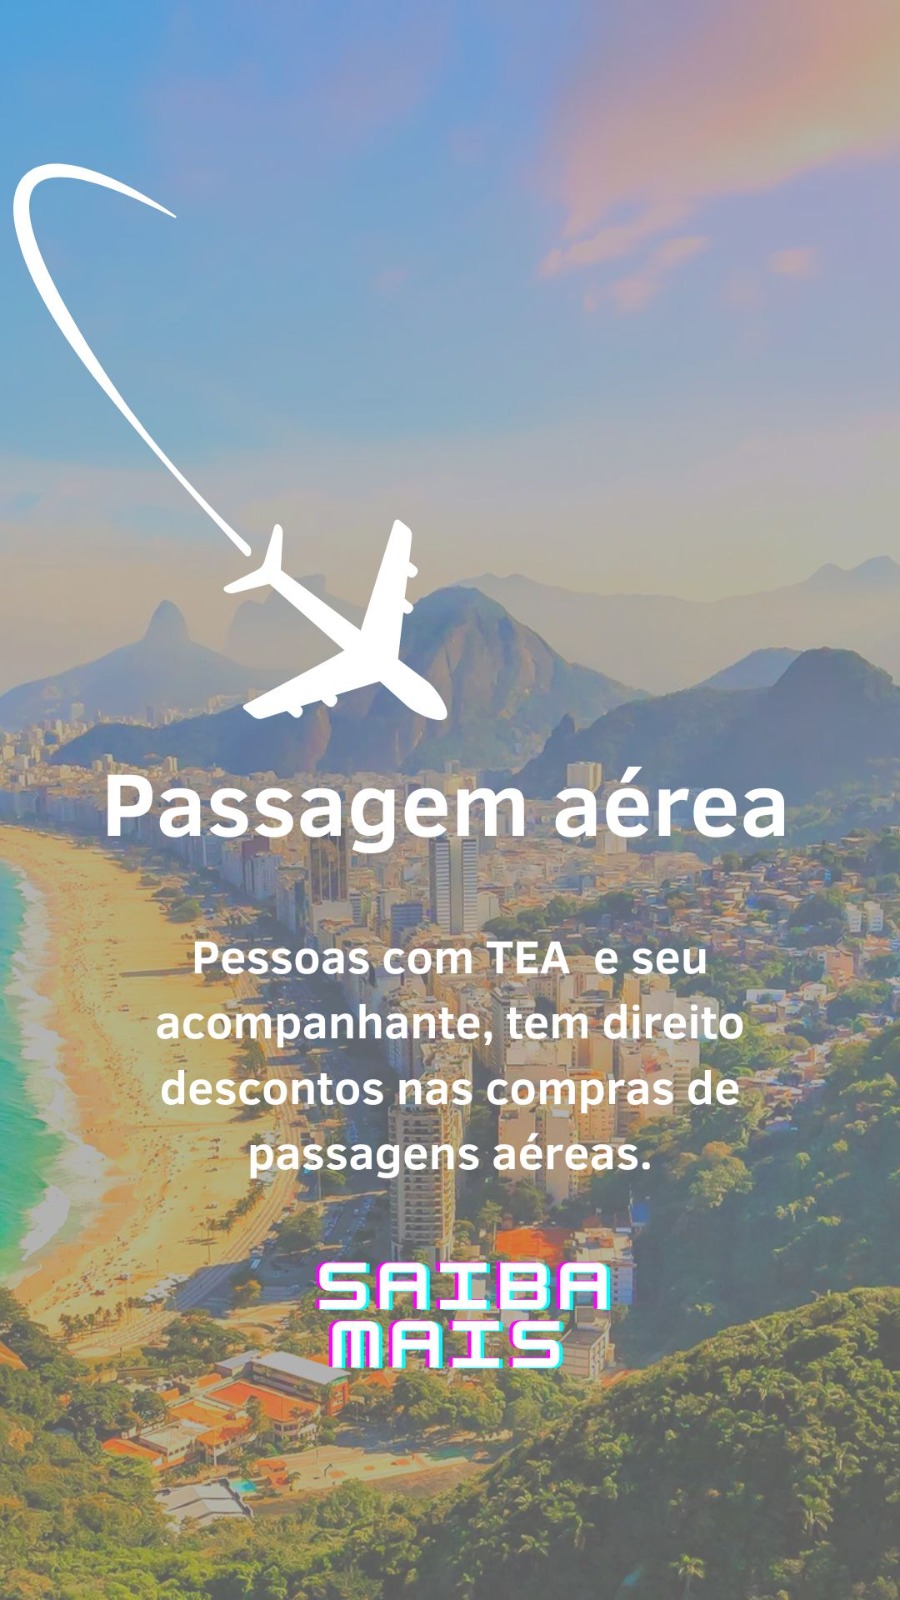 Passagem aérea
Pessoas com TEA e seu
acompanhante, tem direito
descontos nas compras de
passagens aéreas.
SAIBA
MAIS